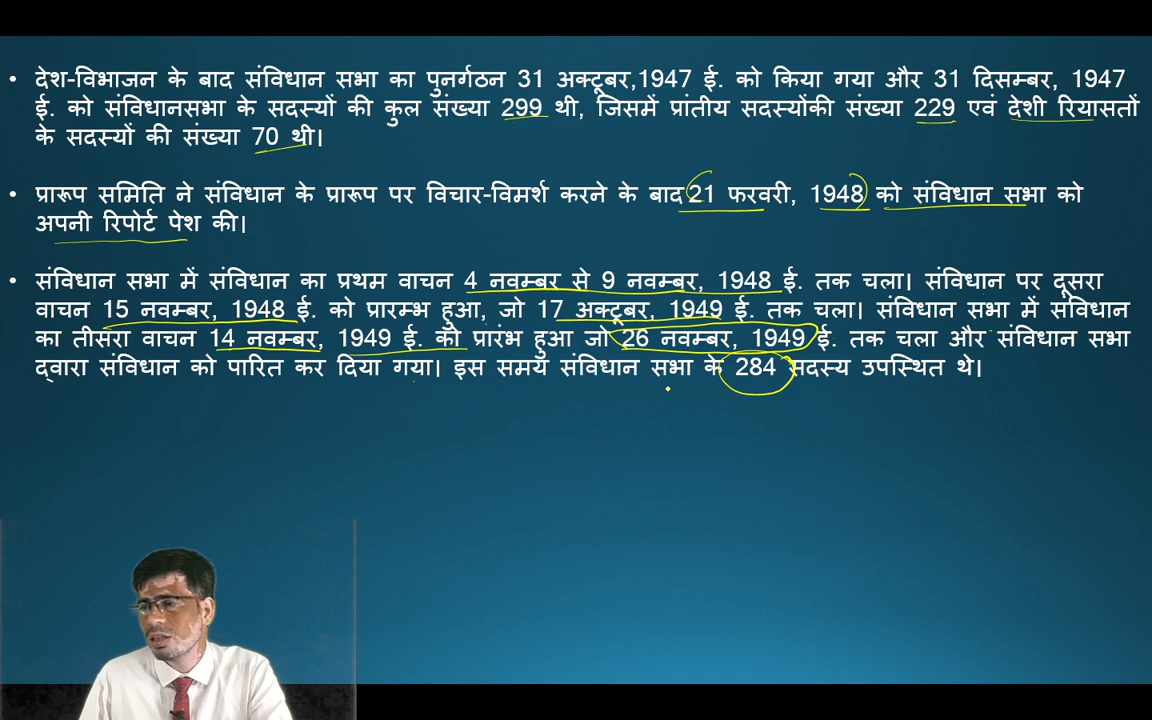 • देश-विभाजन के बाद संविधान सभा का पुनर्गठन 31 अक्टूबर,1947 ई. को किया गया और 31 दिसम्बर, 1947
ई. को संविधानसभा के सदस्यों की कुल संख्या 299 थी, जिसमें प्रांतीय सदस्योंकी संख्या 229 एवं देशी रियासतों
के सदस्यों की संख्या 70 थी।
• प्रारूप समिति ने संविधान के प्रारूप पर विचार-विमर्श करने के बाद 21 फरवरी, 1948 को संविधान सभा को
अपनी रिपोर्ट पेश की।
• संविधान सभा में संविधान का प्रथम वाचन 4 नवम्बर से 9 नवम्बर, 1948 ई. तक चला। संविधान पर दूसरा
वाचन 15 नवम्बर, 1948 ई. को प्रारम्भ हुआ, जो 17 अक्टूबर, 1949 ई. तक चला। संविधान सभा में संविधान
का तीसरा वाचन 14 नवम्बर, 1949 ई. को प्रारंभ हुआ जो 26 नवम्बर, 1949 ई. तक चला और संविधान सभा
द्वारा संविधान को पारित कर दिया गया। इस समय संविधान सभा के 284 सदस्य उपस्थित थे।